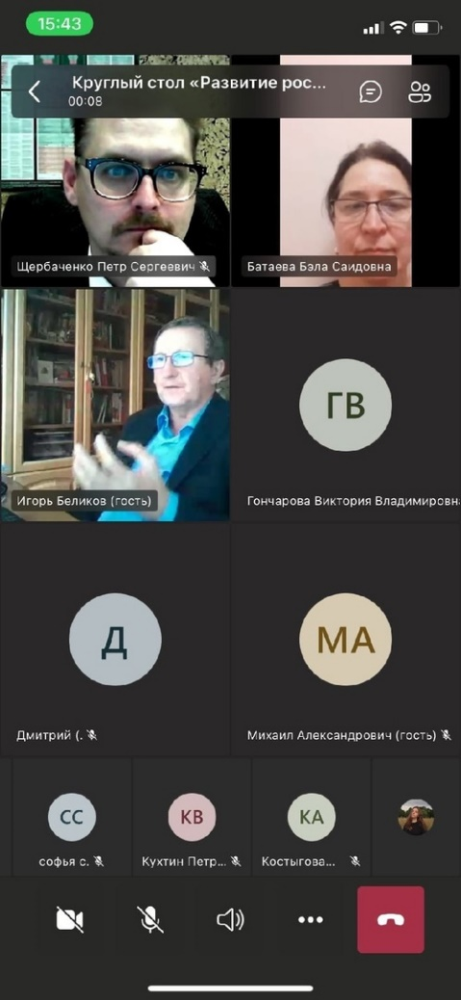 15:43
Круглый стол «Развитие рос...
00:08
Щербаченко Петр Сергеевич
Батаева Бэла Саидовна
Игорь Беликов (гость)
ГВ
Гончарова Виктория Владимировна
Д
Дмитрий (.
МА
Михаил Александрович (гость)
СС
софья с.
КВ
Кухтин Петр...
КА
Костыгова...